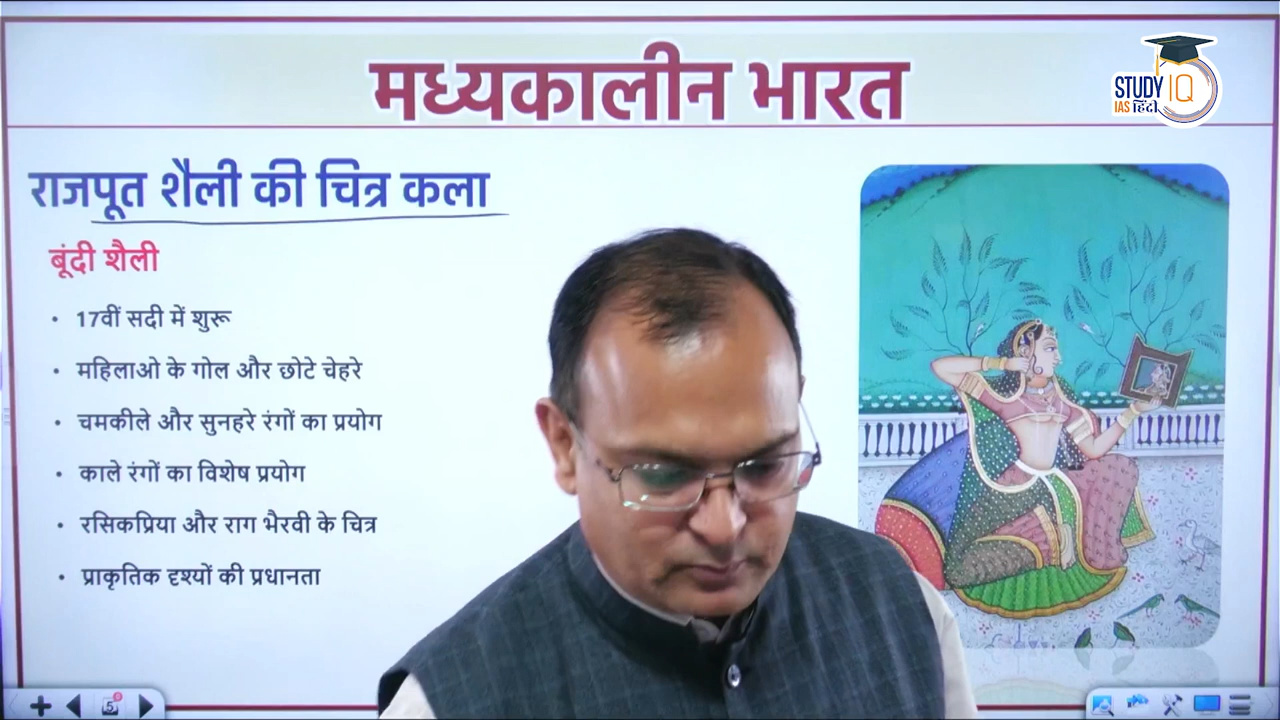 मध्यकालीन भारत
STUDY IQ
IAS हिंदी
राजपूत शैली की चित्र कला
बूंदी शैली
• 17वीं सदी में शुरू
• महिलाओ के गोल और छोटे चेहरे
• चमकीले और सुनहरे रंगों का प्रयोग
• काले रंगों का विशेष प्रयोग
• रसिकप्रिया और राग भैरवी के चित्र
• प्राकृतिक दृश्यों की प्रधानता
5